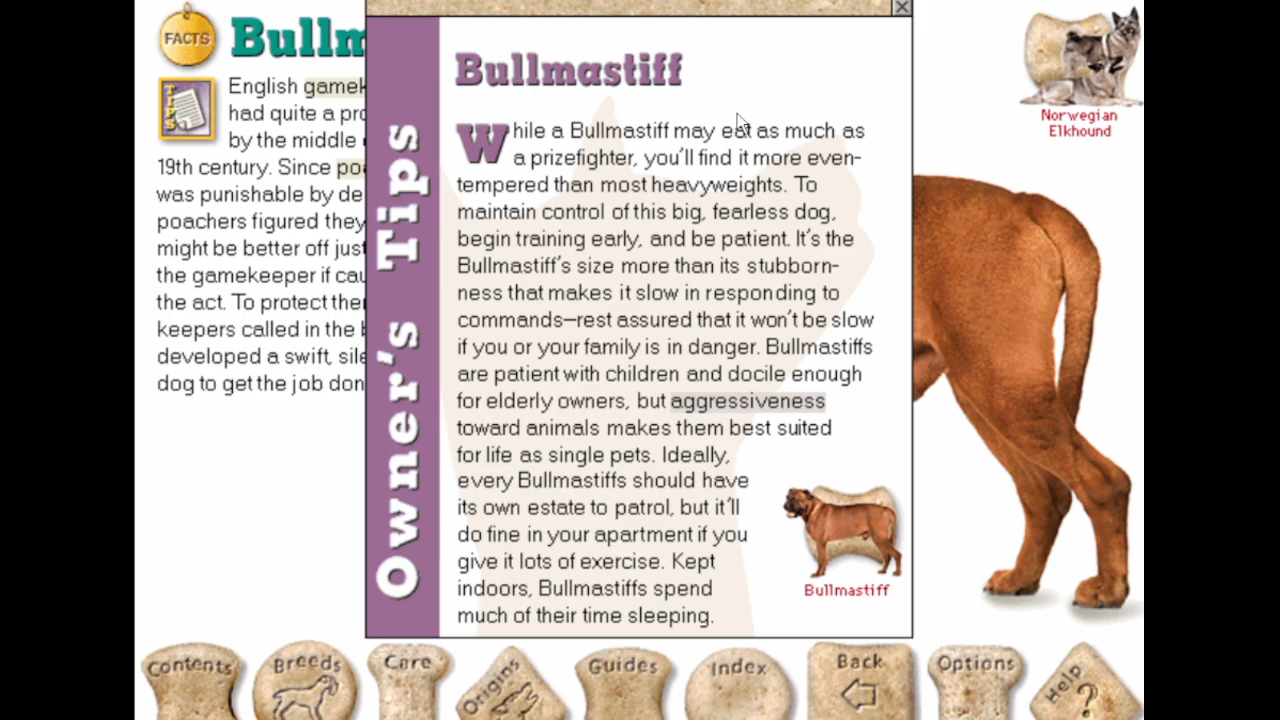 FACTS
Bullm
TIPS
English gamek
had quite a pro
by the middle
19th century. Since poa
was punishable by de
poachers figured they
might be better off just
the gamekeeper if cau
the act. To protect ther
keepers called in the b
developed a swift, sile
dog to get the job don
Owner's Tips
Bullmastiff
While a Bullmastiff may eat as much as
a prizefighter, you'll find it more even-
tempered than most heavyweights. To
maintain control of this big, fearless dog,
begin training early, and be patient. It's the
Bullmastiff's size more than its stubborn-
ness that makes it slow in responding to
commands—rest assured that it won't be slow
if you or your family is in danger. Bullmastiffs
are patient with children and docile enough
for elderly owners, but aggressiveness
toward animals makes them best suited
for life as single pets. Ideally,
every Bullmastiffs should have
its own estate to patrol, but it'll
do fine in your apartment if you
give it lots of exercise. Kept
indoors, Bullmastiffs spend
much of their time sleeping.
Bullmastiff
Norwegian
Elkhound
Contents
Breeds
Care
Origins
Guides
Index
Back
Options
Help
?